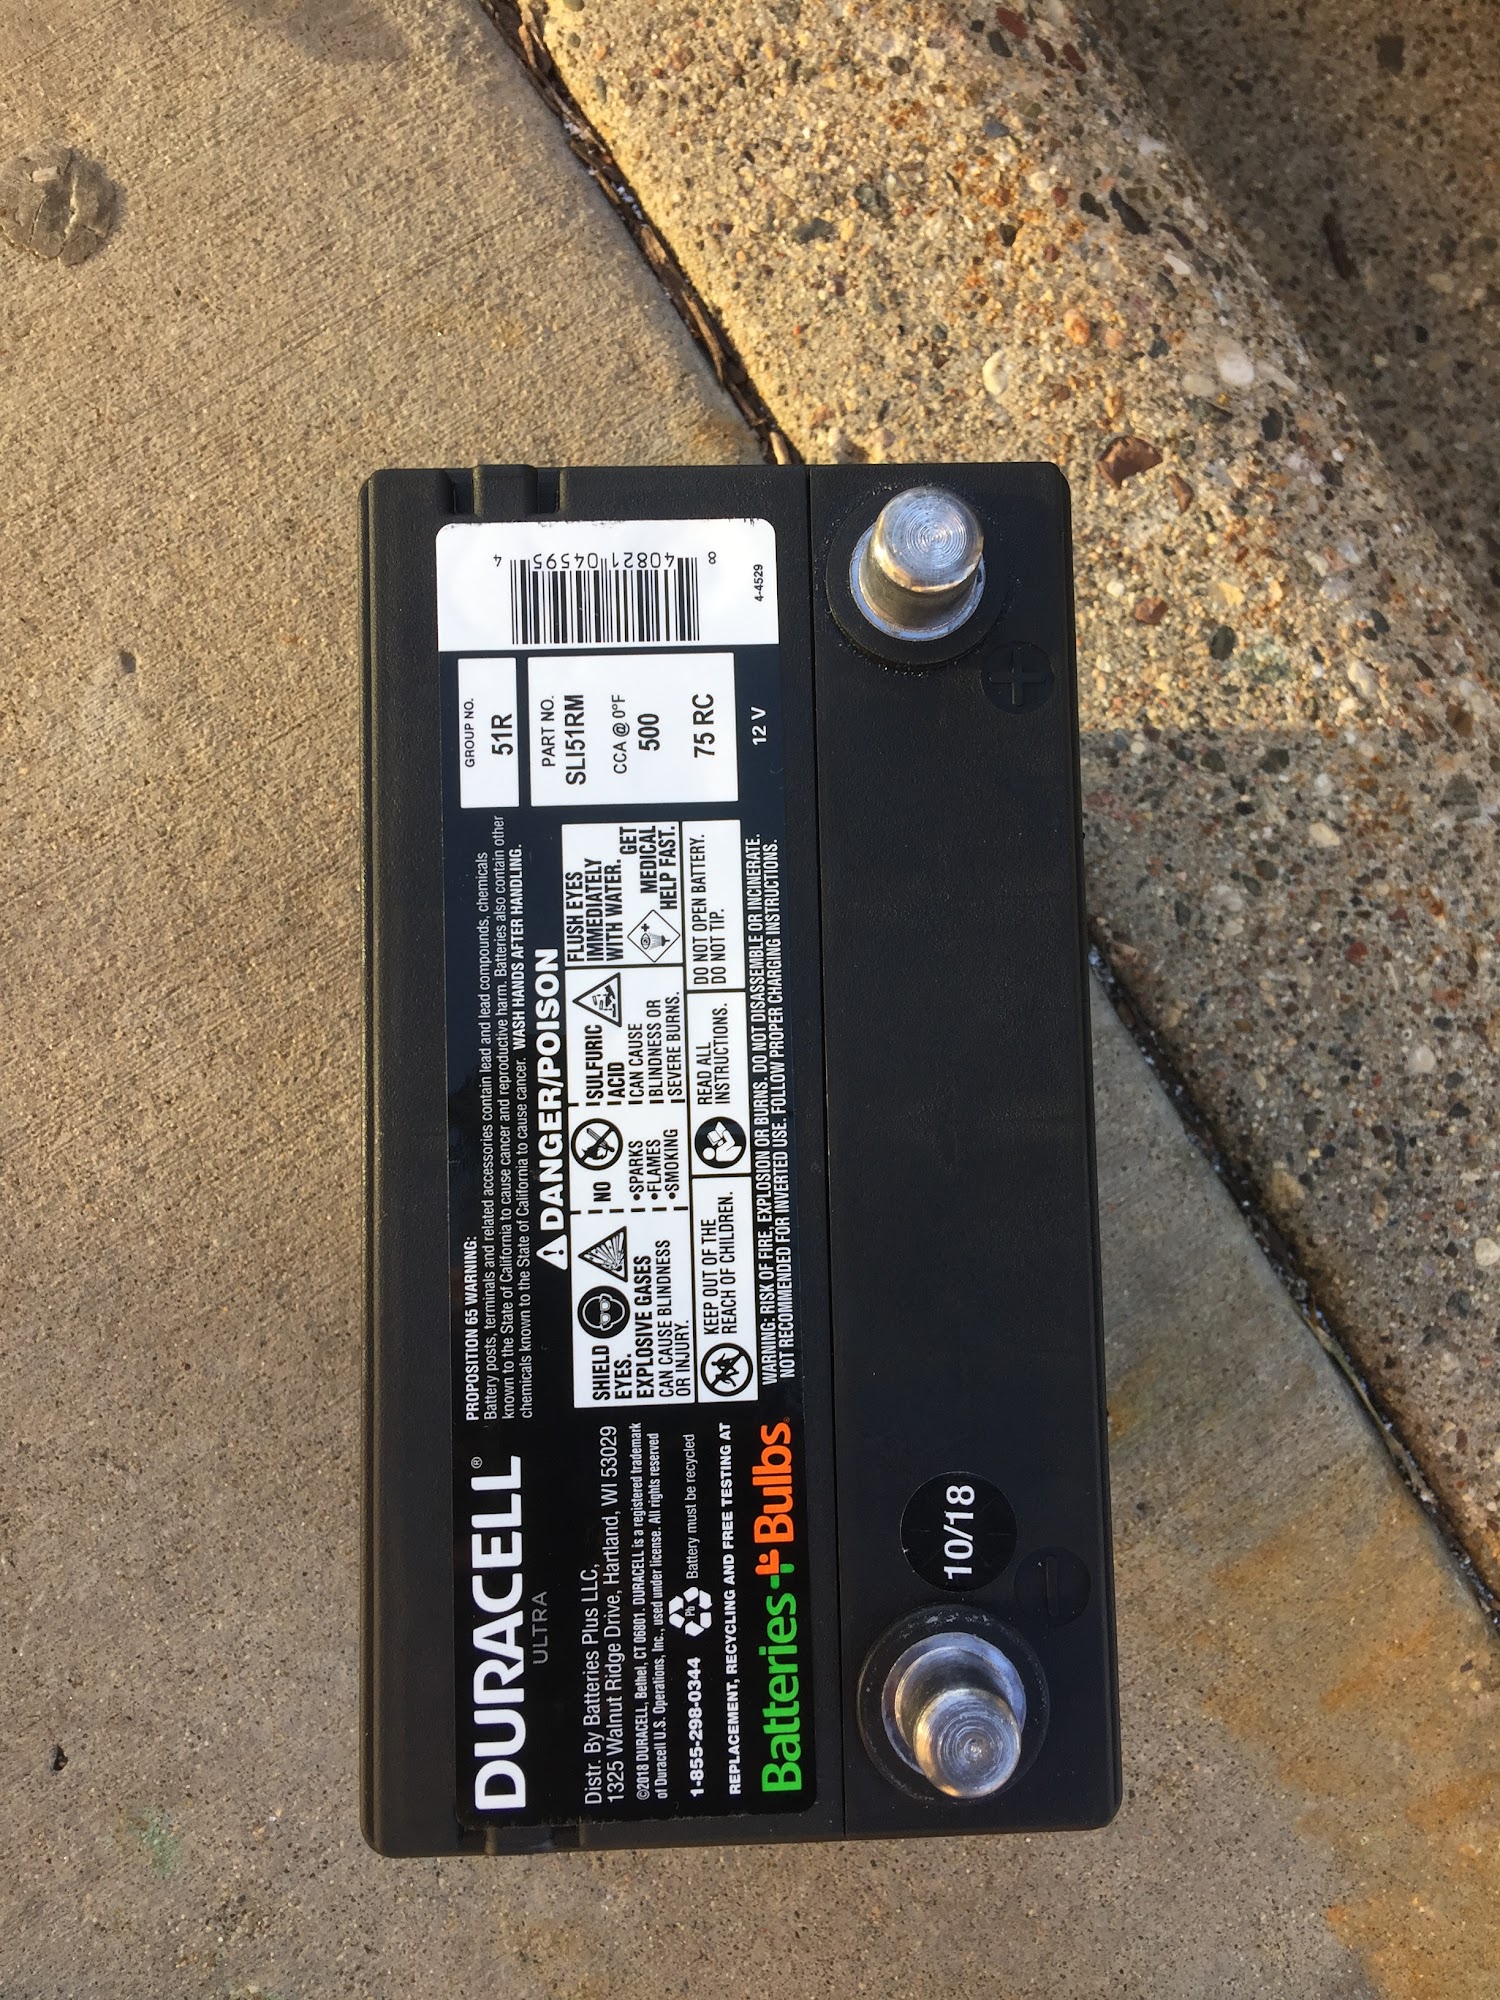 DURACELL®
ULTRA
Distr. By Batteries Plus LLC,
1325 Walnut Ridge Drive, Hartland, WI 53029
©2018 DURACELL, Bethel, CT 06801. DURACELL is a registered trademark
of Duracell U.S. Operations, Inc., used under license. All rights reserved
1-855-298-0344
Pb
Battery must be recycled
REPLACEMENT, RECYCLING AND FREE TESTING AT
Batteries+Bulbs®
PROPOSITION 65 WARNING:
Battery posts, terminals and related accessories contain lead and lead compounds, chemicals
known to the State of California to cause cancer and reproductive harm. Batteries also contain other
chemicals known to the State of California to cause cancer. WASH HANDS AFTER HANDLING.
DANGER/POISON
SHIELD
EYES.
EXPLOSIVE GASES
CAN CAUSE BLINDNESS
OR INJURY.
NO
•SPARKS
•FLAMES
•SMOKING
SULFURIC
ACID
CAN CAUSE
BLINDNESS OR
SEVERE BURNS.
FLUSH EYES
IMMEDIATELY
WITH WATER.
GET
MEDICAL
HELP FAST.
KEEP OUT OF THE
REACH OF CHILDREN.
READ ALL
INSTRUCTIONS.
DO NOT OPEN BATTERY.
DO NOT TIP.
WARNING: RISK OF FIRE, EXPLOSION OR BURNS. DO NOT DISASSEMBLE OR INCINERATE.
NOT RECOMMENDED FOR INVERTED USE. FOLLOW PROPER CHARGING INSTRUCTIONS.
GROUP NO.
51R
PART NO.
SLI51RM
CCA @ 0°F
500
75 RC
12 V
8 40821 04595 4
4-4529
10/18
+
−